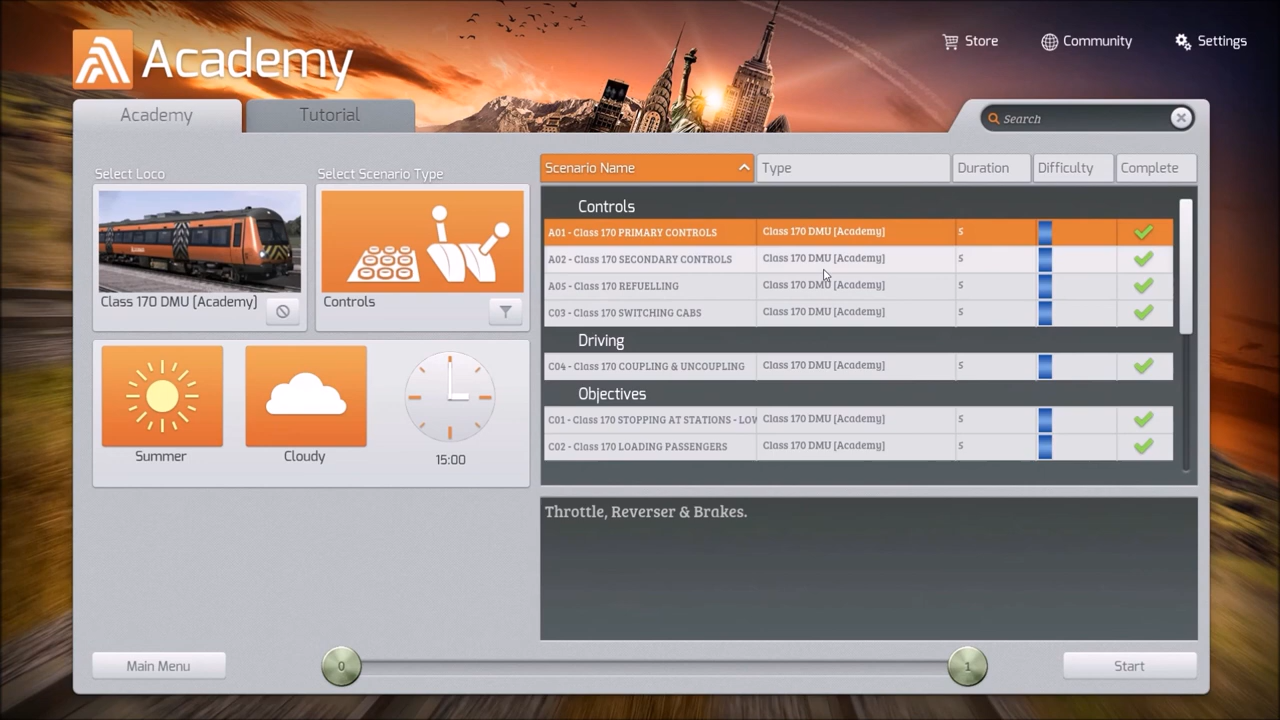 Academy
Store
Community
Settings
Academy
Tutorial
Search
Select Loco
Select Scenario Type
Class 170 DMU [Academy]
Controls
Summer
Cloudy
15:00
Scenario Name
Type
Duration
Difficulty
Complete
Controls
A01 - Class 170 PRIMARY CONTROLS Class 170 DMU [Academy] 5
A02 - Class 170 SECONDARY CONTROLS Class 170 DMU [Academy] 5
A05 - Class 170 REFUELLING Class 170 DMU [Academy] 5
C03 - Class 170 SWITCHING CABS Class 170 DMU [Academy] 5
Driving
C04 - Class 170 COUPLING & UNCOUPLING Class 170 DMU [Academy] 5
Objectives
C01 - Class 170 STOPPING AT STATIONS - LOW Class 170 DMU [Academy] 5
C02 - Class 170 LOADING PASSENGERS Class 170 DMU [Academy] 5
Throttle, Reverser & Brakes.
Main Menu
0
1
Start